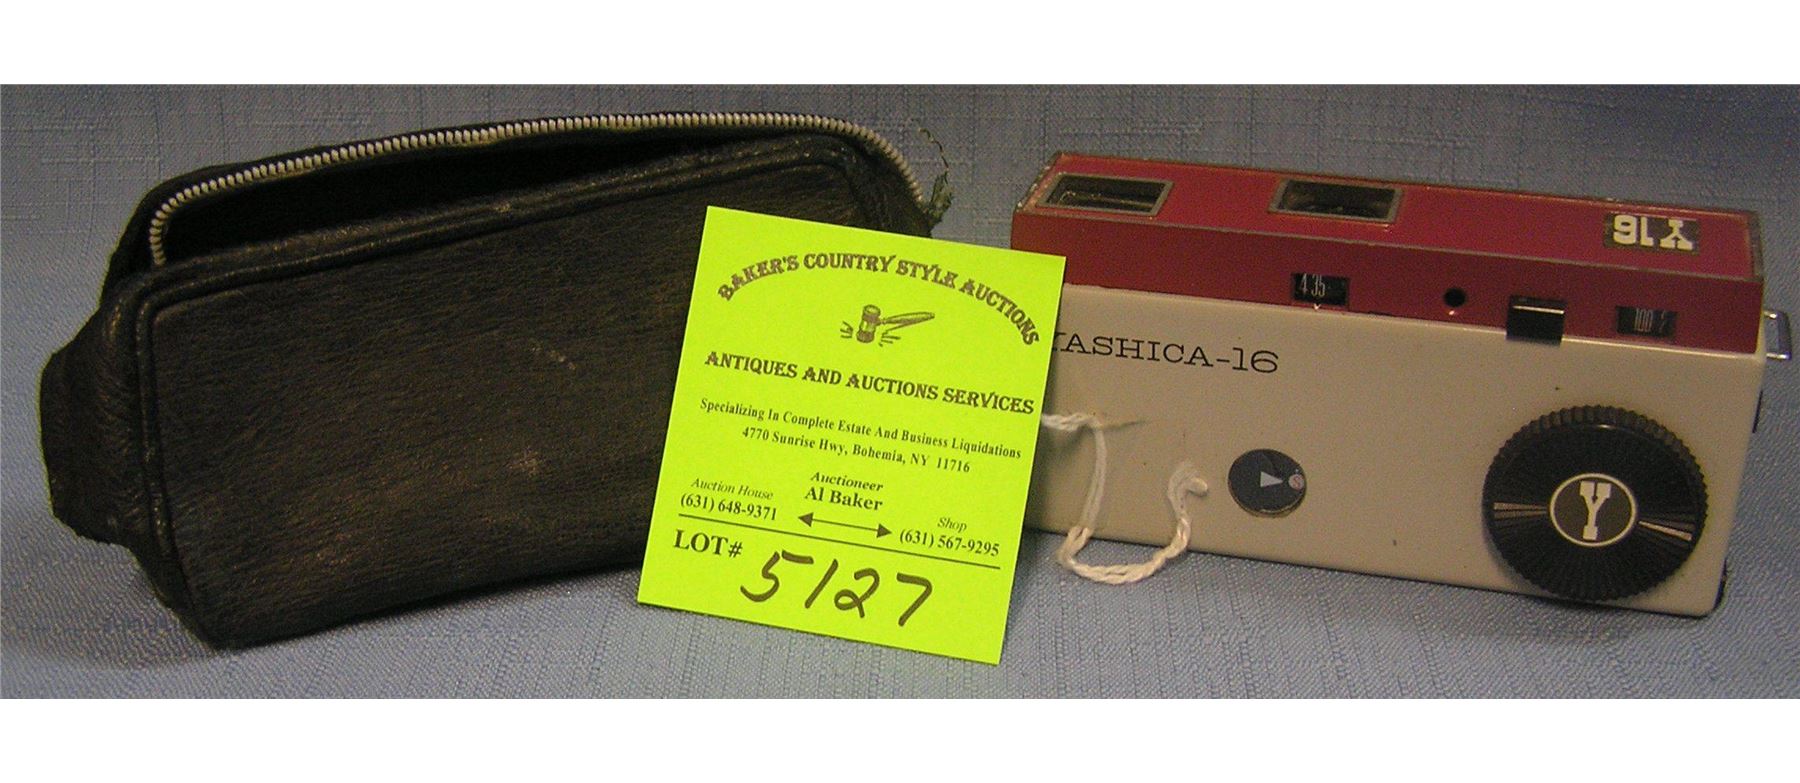 BAKER'S COUNTRY STYLE AUCTIONS
ANTIQUES AND AUCTIONS SERVICES
Specializing In Complete Estate And Business Liquidations
4770 Sunrise Hwy, Bohemia, NY 11716
Auctioneer
Al Baker
Auction House
(631) 648-9371
Shop
(631) 567-9295
LOT# 5127
Y16
4 35
100
YASHICA-16
Y